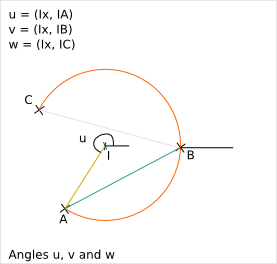 u = (Ix, IA)
v = (Ix, IB)
w = (Ix, IC)
C
u
I
B
A
Angles u, v and w